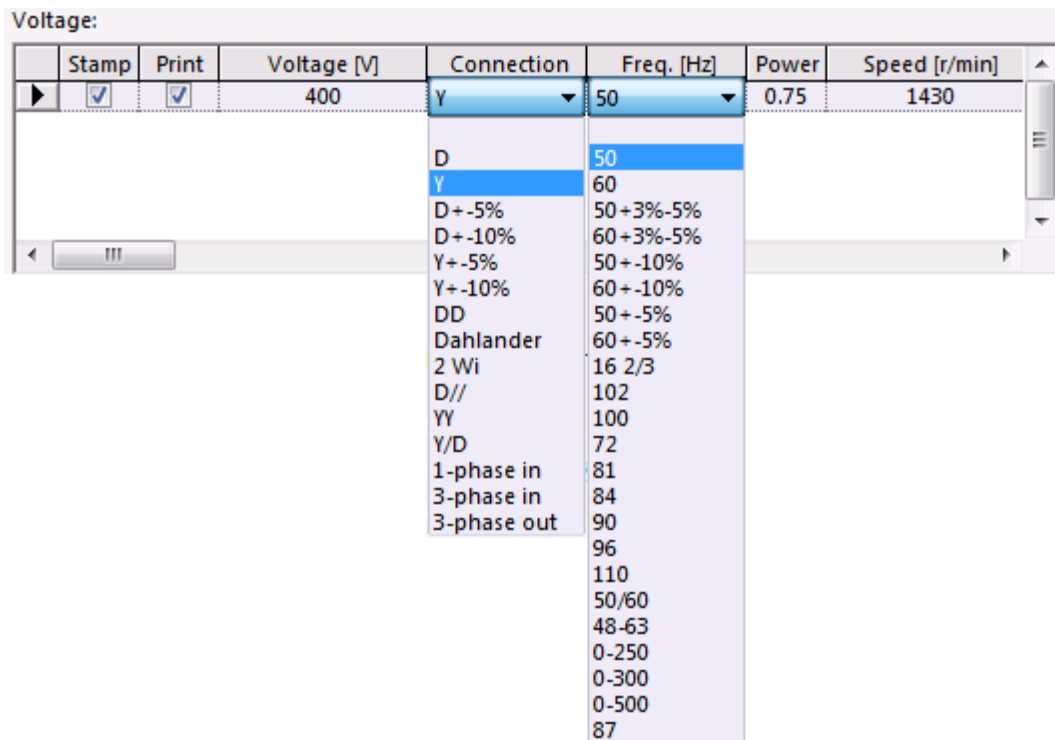 Voltage:
Stamp Print Voltage [V] Connection Freq. [Hz] Power Speed [r/min]
400 Y 50 0.75 1430
D
Y
D+-5%
D+-10%
Y+-5%
Y+-10%
DD
Dahlander
2 Wi
D//
YY
Y/D
1-phase in
3-phase in
3-phase out
50
60
50+3%-5%
60+3%-5%
50+-10%
60+-10%
50+-5%
60+-5%
16 2/3
102
100
72
81
84
90
96
110
50/60
48-63
0-250
0-300
0-500
87